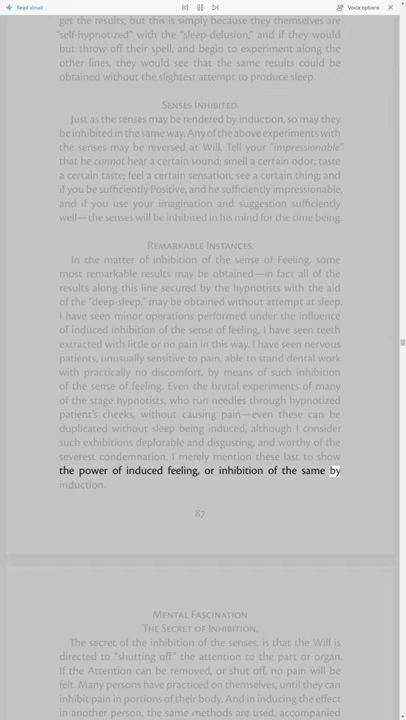 Read aloud
Voice options
get the results, but this is simply because they themselves are
“self-hypnotized” with the “sleep-delusion,” and if they would
but throw off their spell, and begin to experiment along the
other lines, they would see that the same results could be
obtained without the slightest attempt to produce sleep.
Senses Inhibited.
Just as the senses may be rendered by induction, so may they
be inhibited in the same way. Any of the above experiments with
the senses may be reversed at Will. Tell your “impressionable”
that he cannot hear a certain sound; smell a certain odor; taste
a certain taste; feel a certain sensation; see a certain thing; and
if you be sufficiently Positive, and he sufficiently impressionable,
and if you use your imagination and suggestion sufficiently
well—the senses will be inhibited in his mind for the time being.
Remarkable Instances.
In the matter of inhibition of the sense of Feeling, some
most remarkable results may be obtained—in fact all of the
results along this line secured by the hypnotists with the aid
of the “deep-sleep,” may be obtained without attempt at sleep.
I have seen minor operations performed under the influence
of induced inhibition of the sense of feeling. I have seen teeth
extracted with little or no pain in this way. I have seen nervous
patients, unusually sensitive to pain, able to stand dental work
with practically no discomfort, by means of such inhibition
of the sense of feeling. Even the brutal experiments of many
of the stage hypnotists, who run needles through hypnotized
patient’s cheeks, without causing pain—even these can be
duplicated without sleep being induced, although I consider
such exhibitions deplorable and disgusting, and worthy of the
severest condemnation. I merely mention these last to show
the power of induced feeling, or inhibition of the same by
induction.
87
Mental Fascination
The Secret of Inhibition.
The secret of the inhibition of the senses, is that the Will is
directed to “shutting off” the attention to the part or organ.
If the Attention can be removed, or shut off, no pain will be
felt. Many persons have practiced on themselves, until they can
inhibit pain in portions of their body. And in inducing the effect
in another person, the same methods are used, accompanied